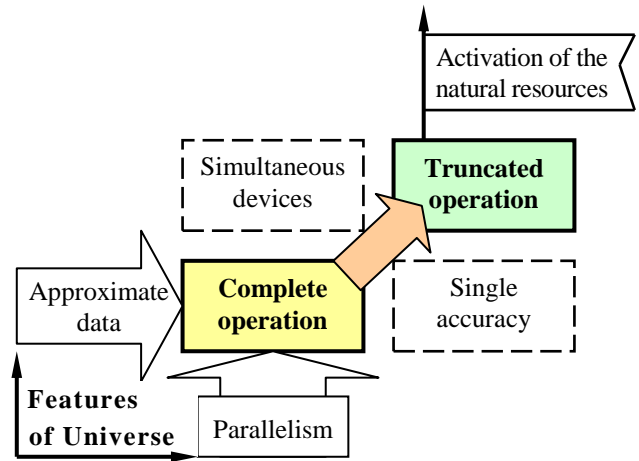 Activation of the
natural resources
Simultaneous
devices
Truncated
operation
Approximate
data
Complete
operation
Single
accuracy
Features
of Universe
Parallelism